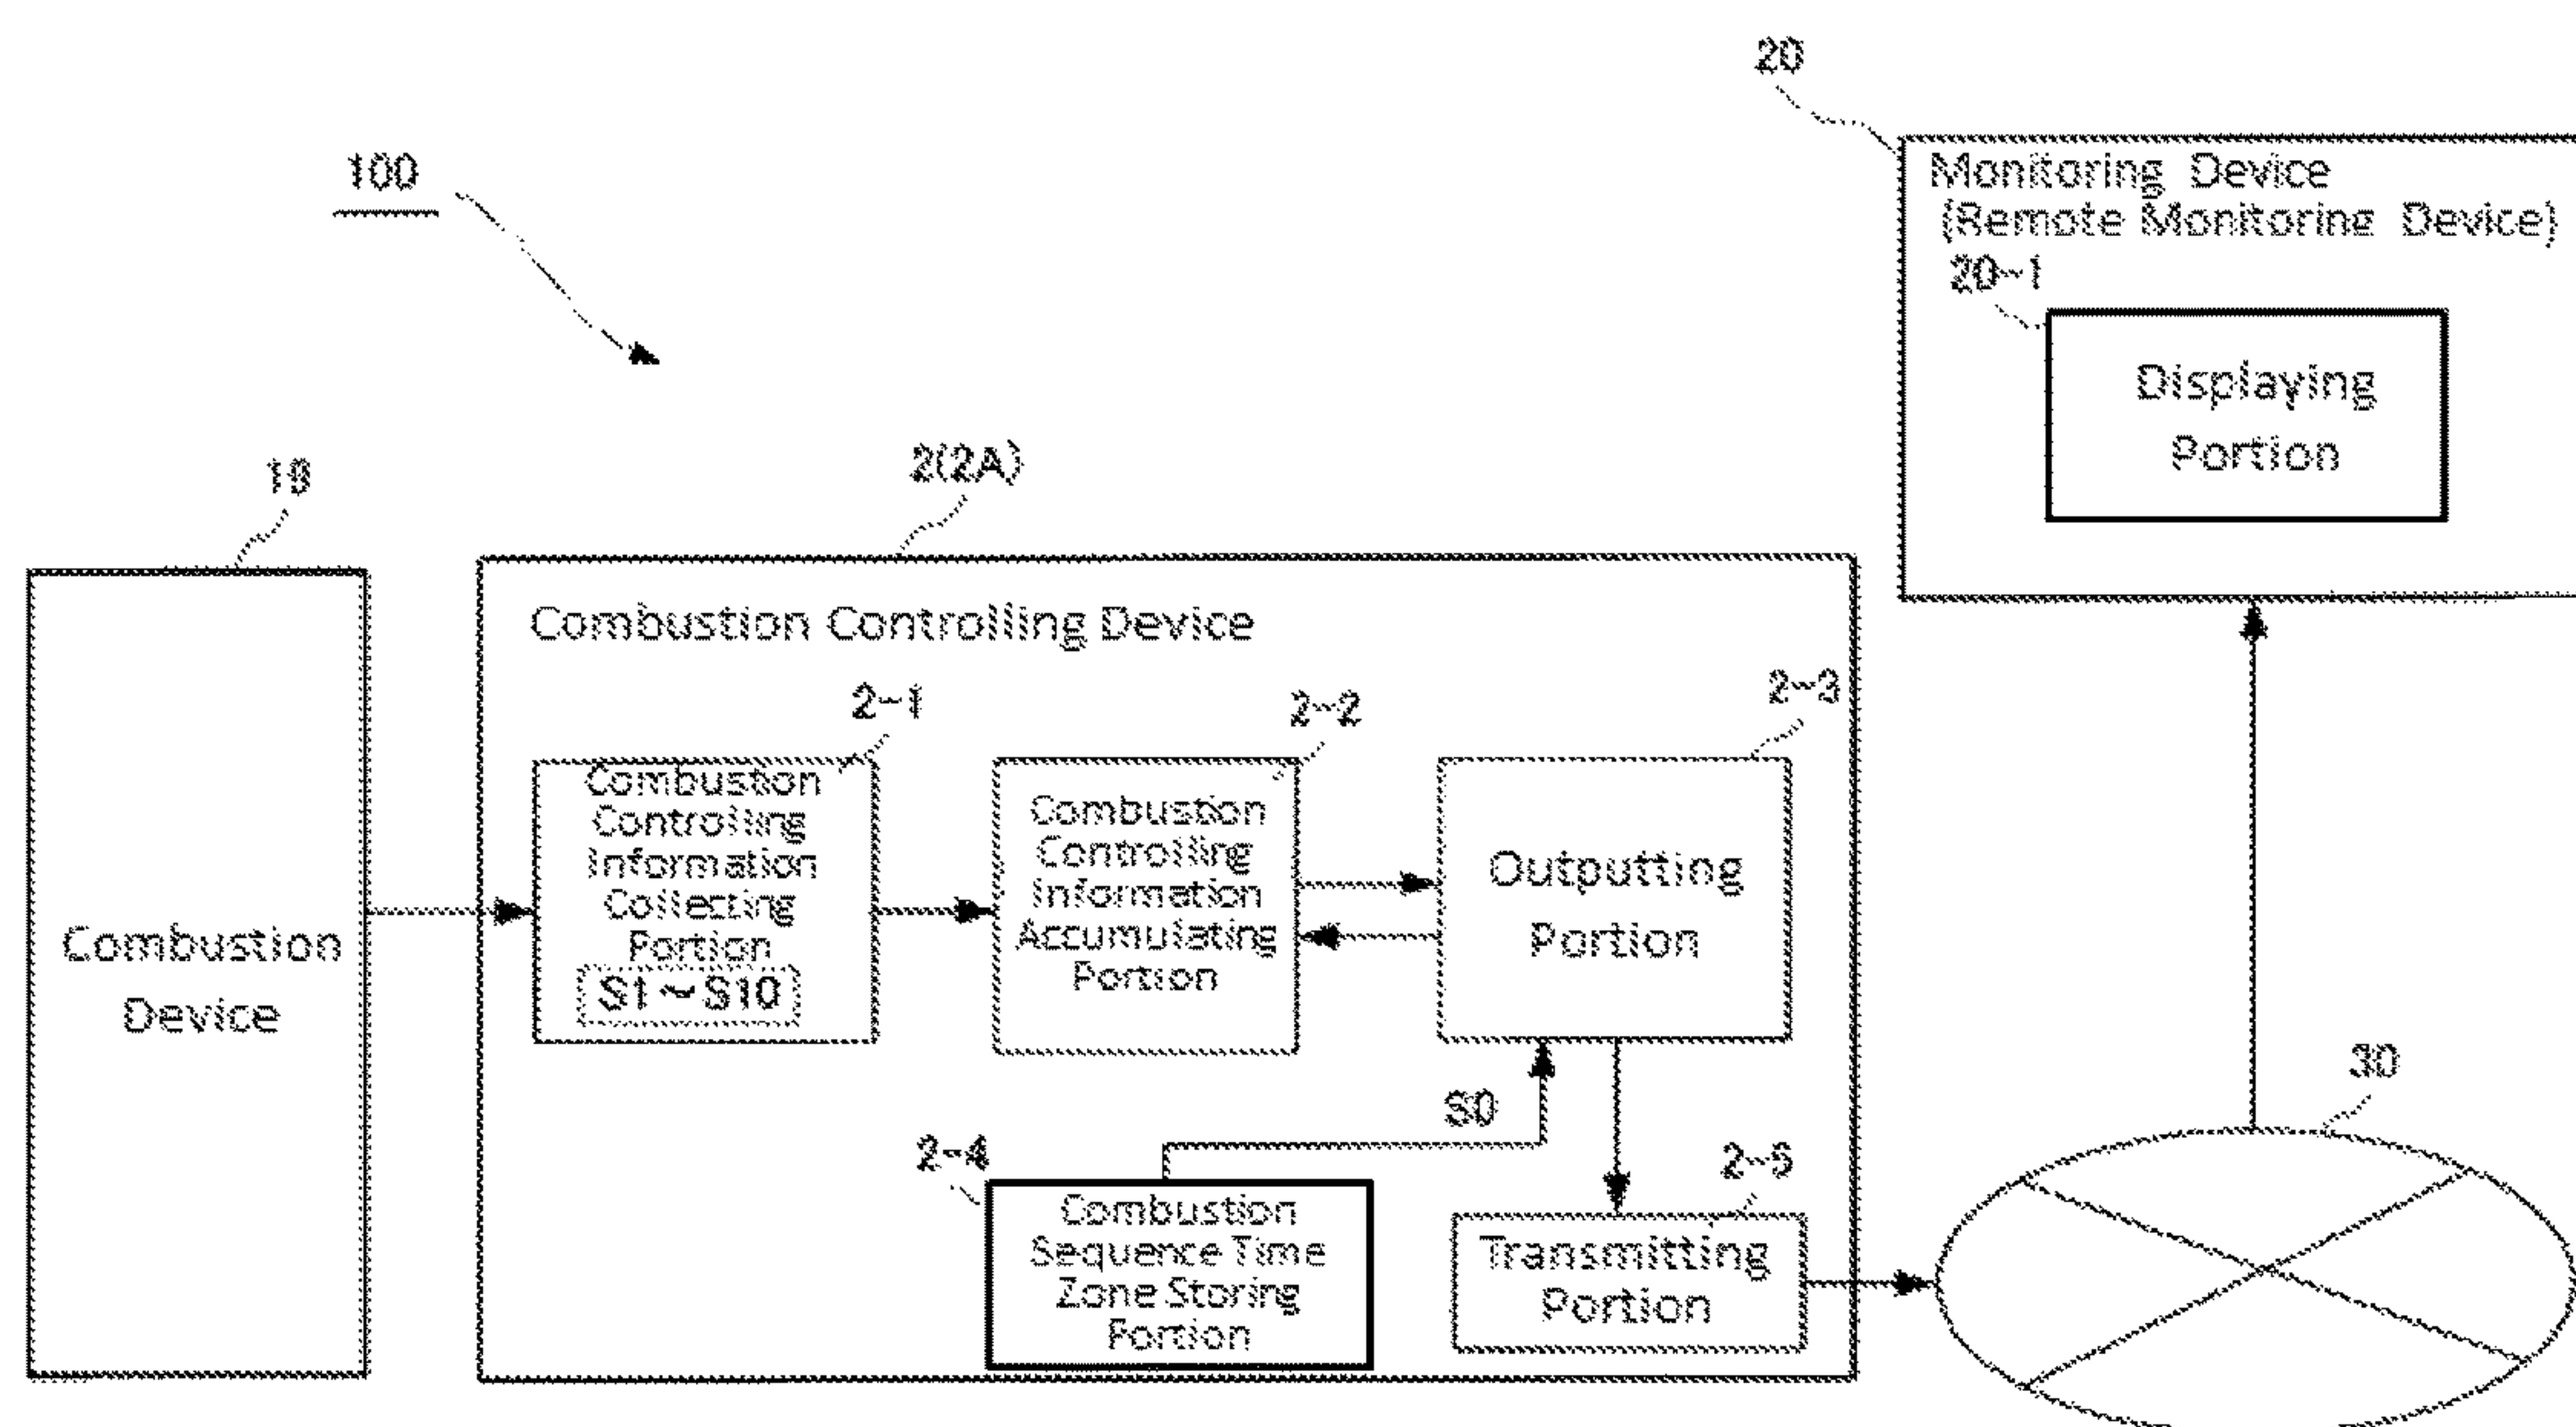 20
100
Monitoring Device
(Remote Monitoring Device)
20-1
Displaying
Portion
2(2A)
Combustion Controlling Device
2-1
2-2
2-3
Combustion
Controlling
Information
Collecting
Portion
S1~S10
Combustion
Controlling
Information
Accumulating
Portion
Outputting
Portion
Combustion
Device
S0
30
2-4
2-5
Combustion
Sequence Time
Zone Storing
Portion
Transmitting
Portion